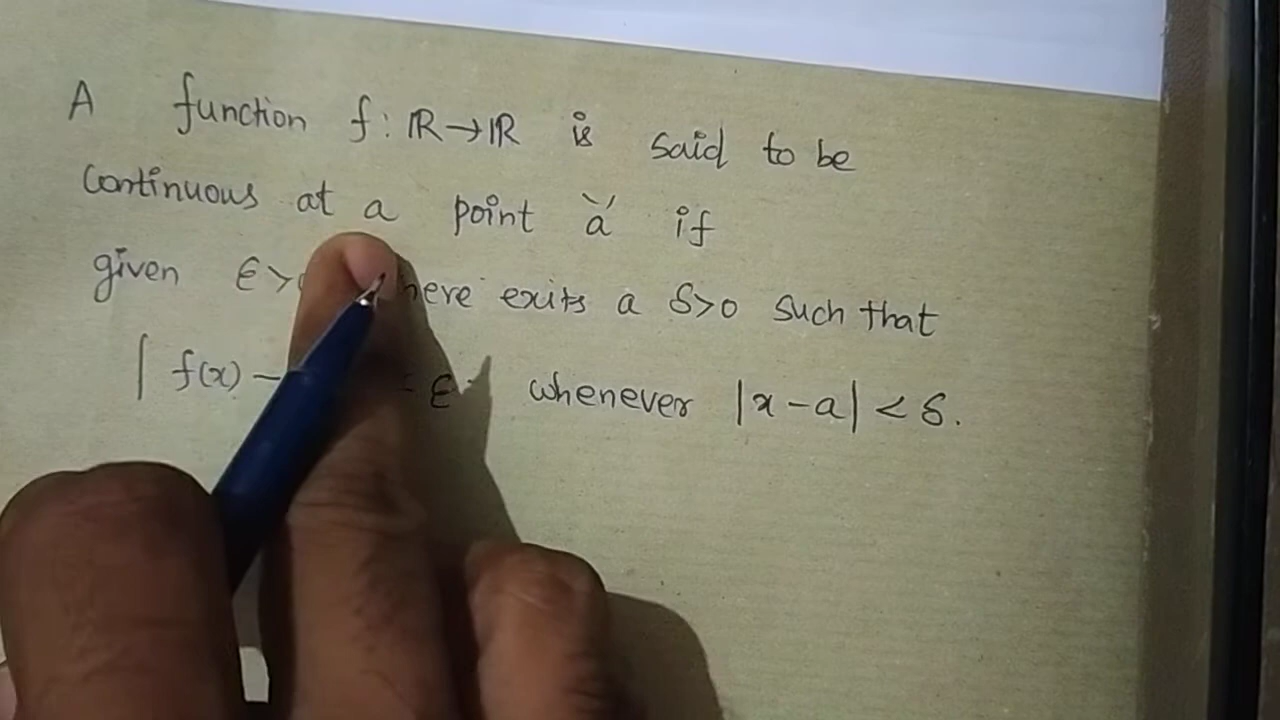 A function f : ℝ→ℝ is said to be
continuous at a point `a' if
given ε> here exits a δ>0 such that
| f(x) – ε whenever |x-a| < δ.